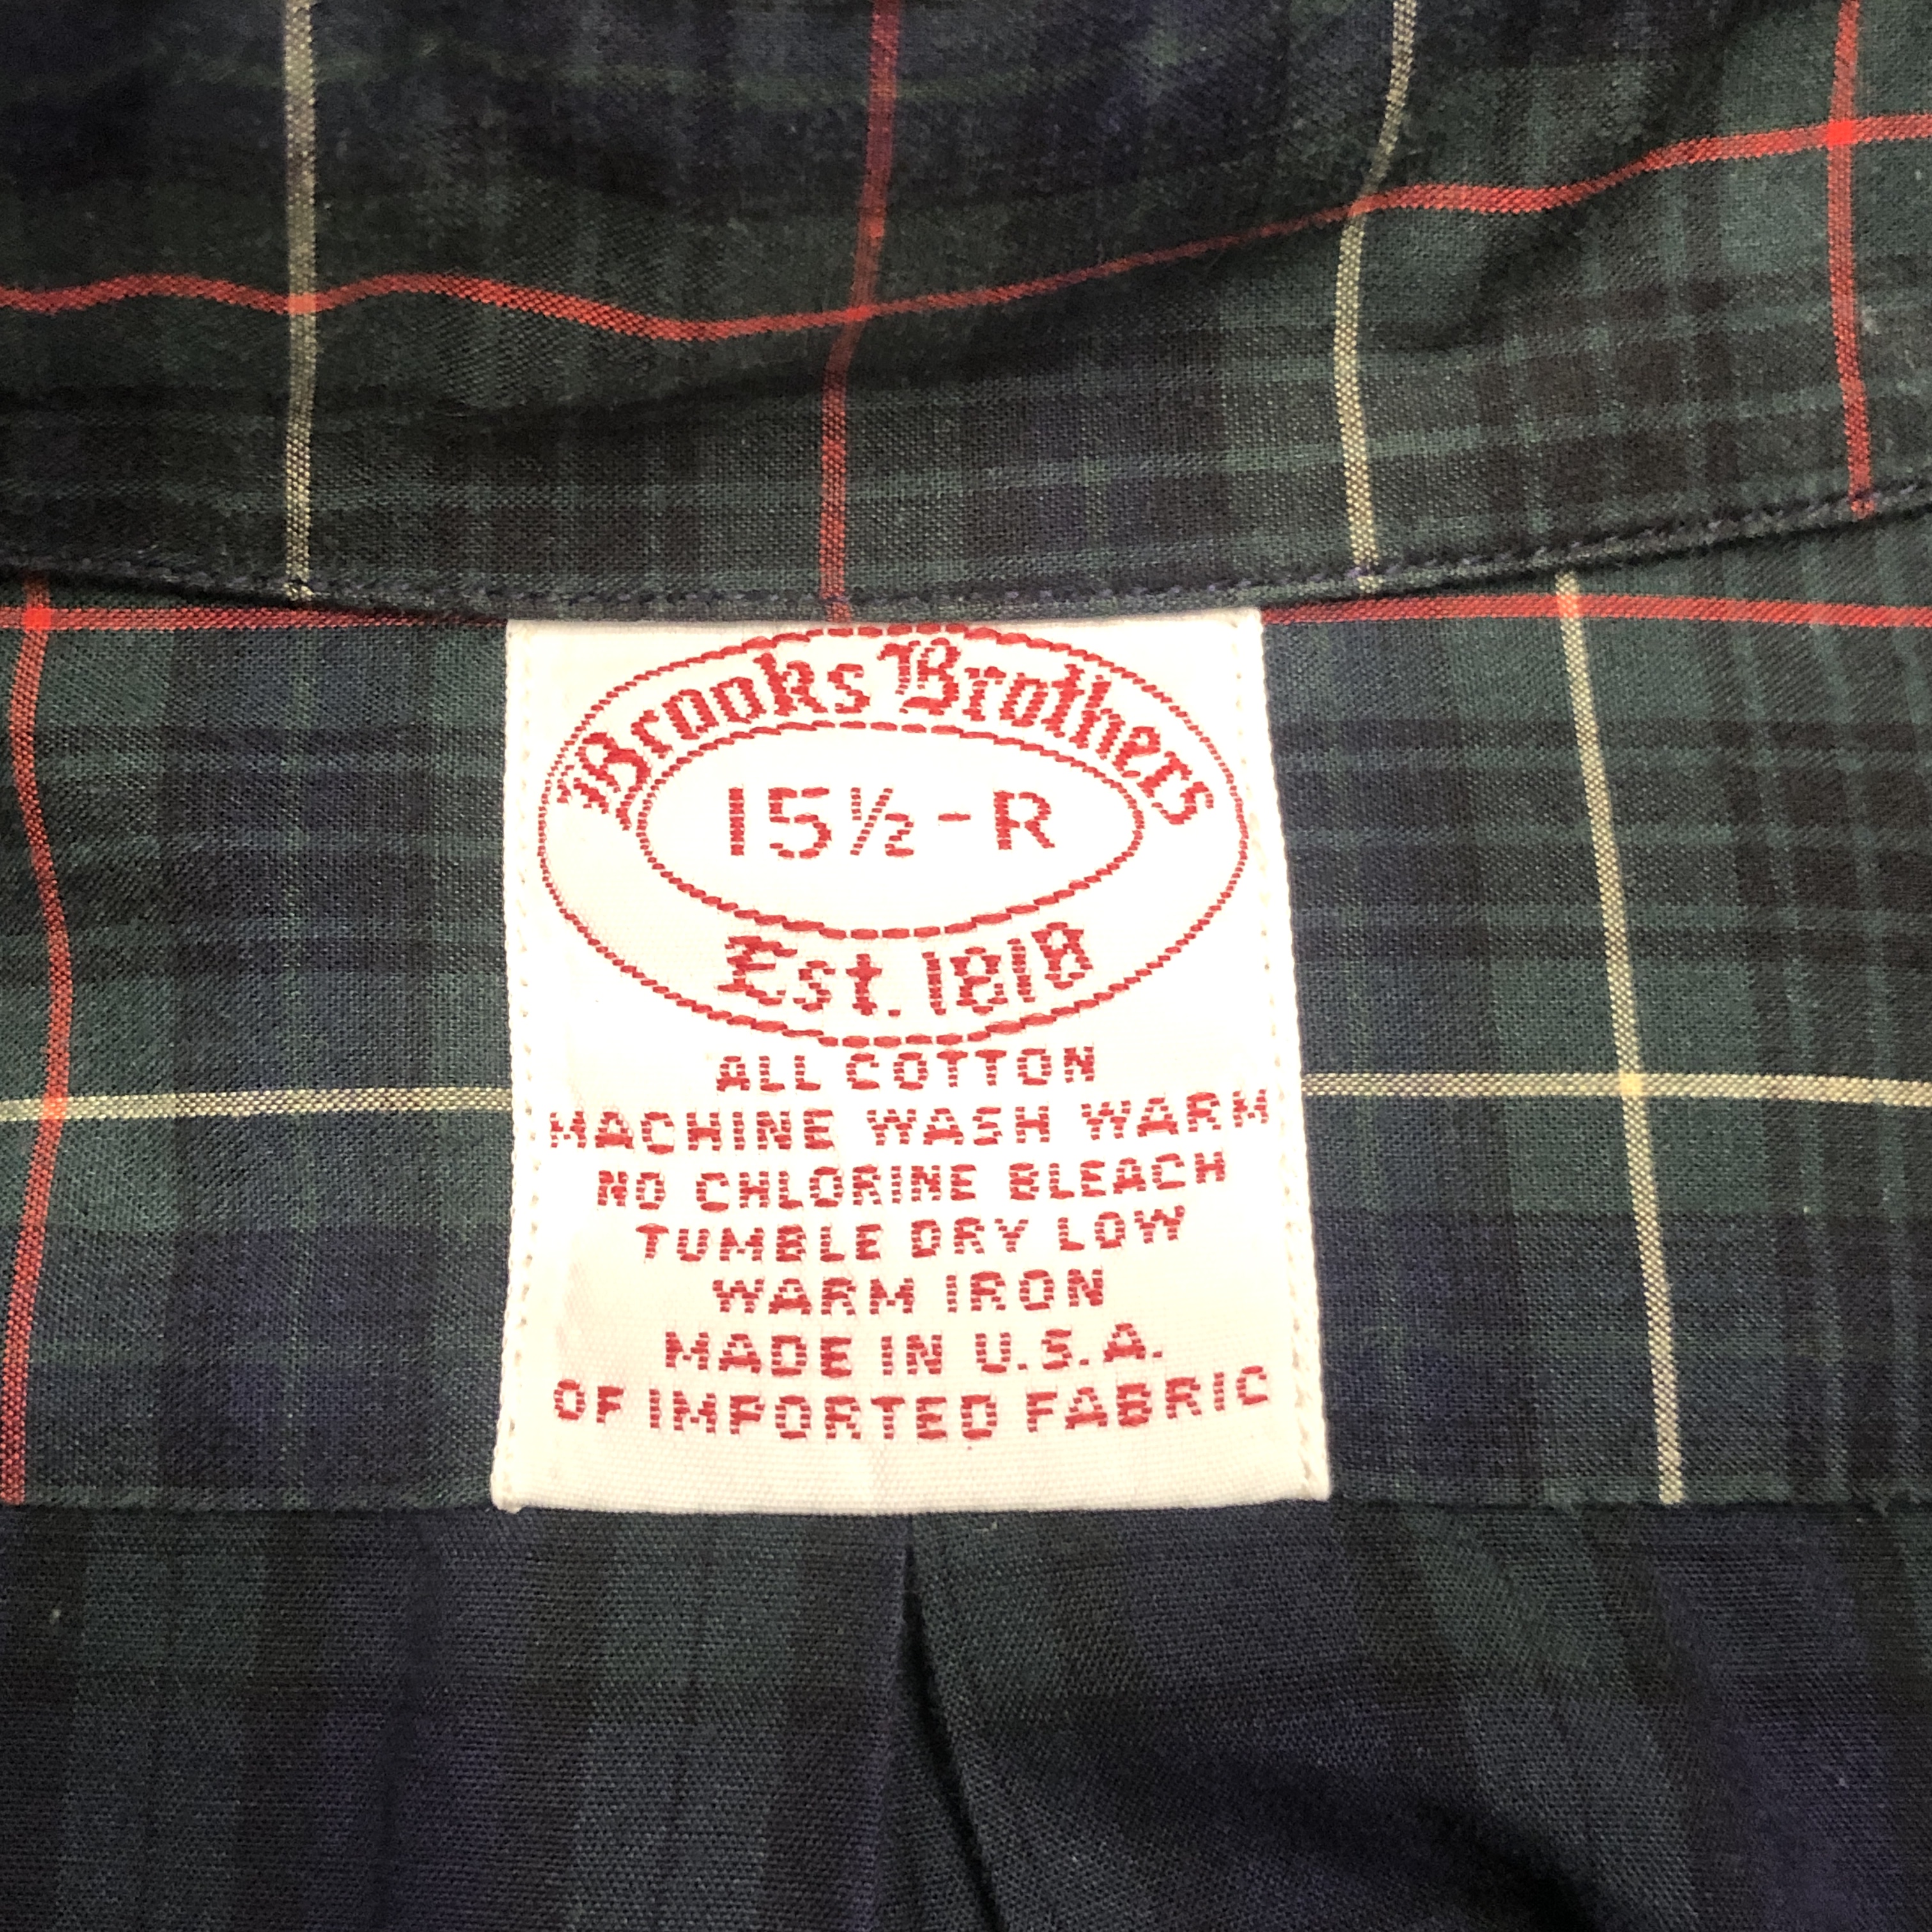 Brooks Brothers
15½-R
Est. 1818
ALL COTTON
MACHINE WASH WARM
NO CHLORINE BLEACH
TUMBLE DRY LOW
WARM IRON
MADE IN U.S.A.
OF IMPORTED FABRIC